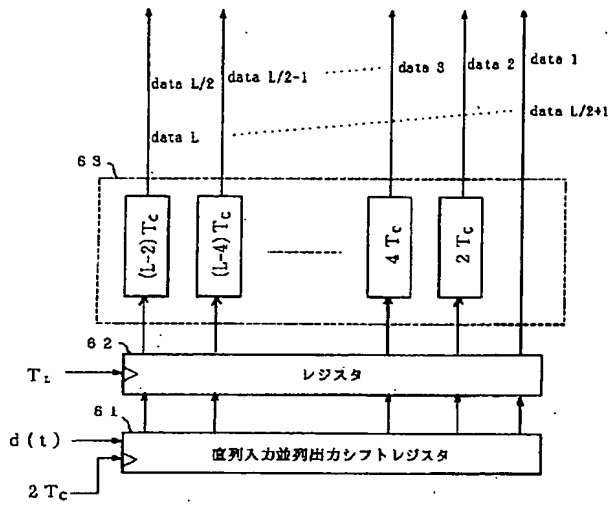 data L/2
data L/2-1
data 3
data 2
data 1
data L
data L/2+1
63
(L-2)Tc
(L-4)Tc
4Tc
2Tc
62
TL
レジスタ
61
d(t)
直列入力並列出力シフトレジスタ
2Tc